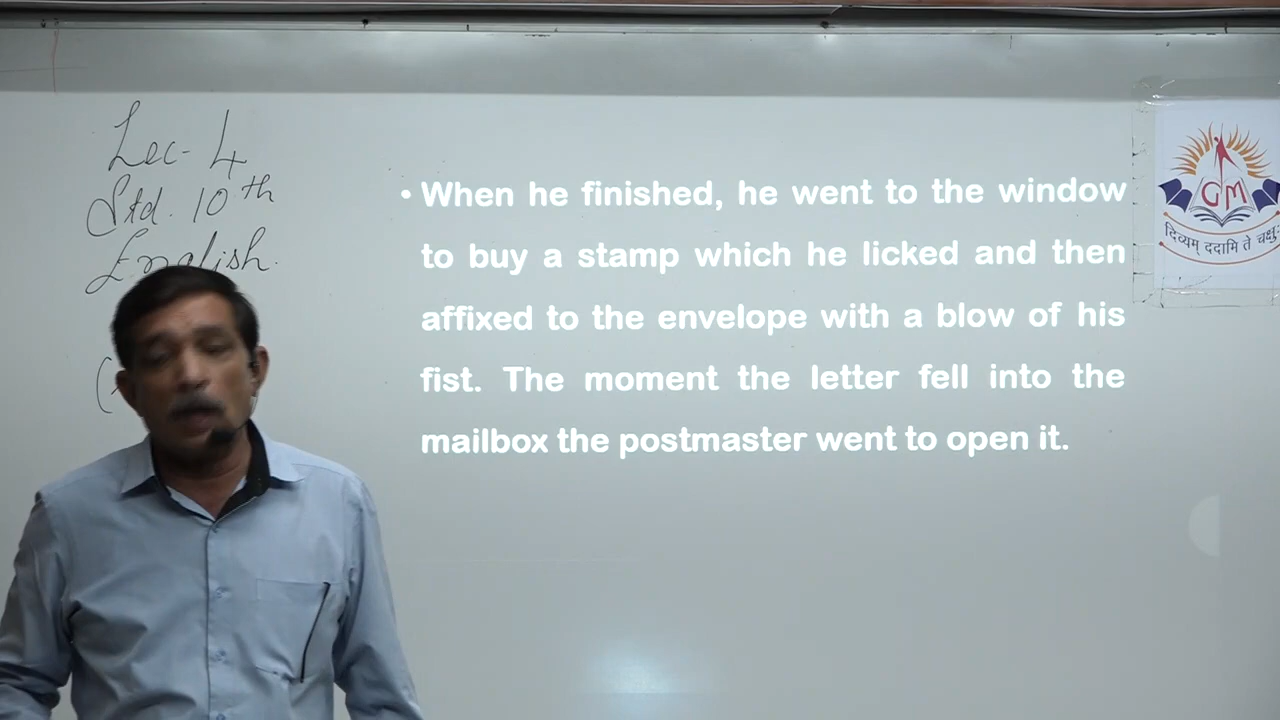 Lec- 4
Std. 10th
English.
• When he finished, he went to the window
to buy a stamp which he licked and then
affixed to the envelope with a blow of his
fist. The moment the letter fell into the
mailbox the postmaster went to open it.
GM
दिव्यम् ददामि ते चक्षुः